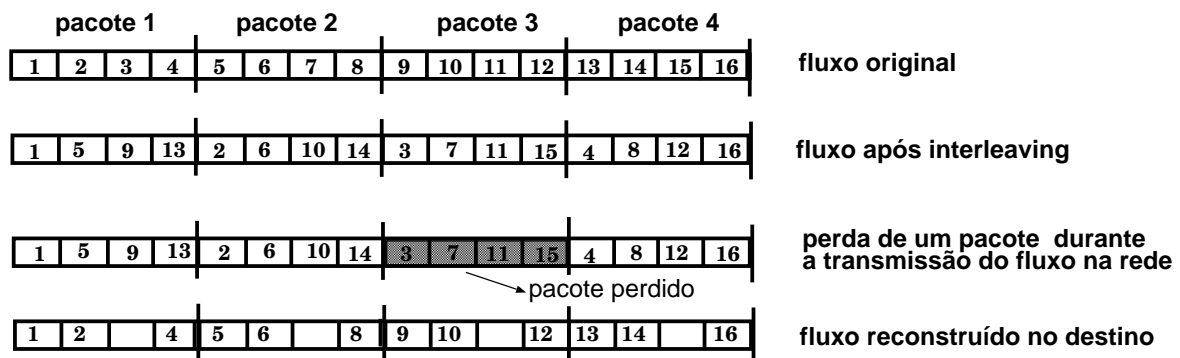 pacote 1 pacote 2 pacote 3 pacote 4
1 2 3 4 5 6 7 8 9 10 11 12 13 14 15 16 fluxo original
1 5 9 13 2 6 10 14 3 7 11 15 4 8 12 16 fluxo após interleaving
1 5 9 13 2 6 10 14 3 7 11 15 4 8 12 16 perda de um pacote durante
a transmissão do fluxo na rede
pacote perdido
1 2 4 5 6 8 9 10 12 13 14 16 fluxo reconstruído no destino